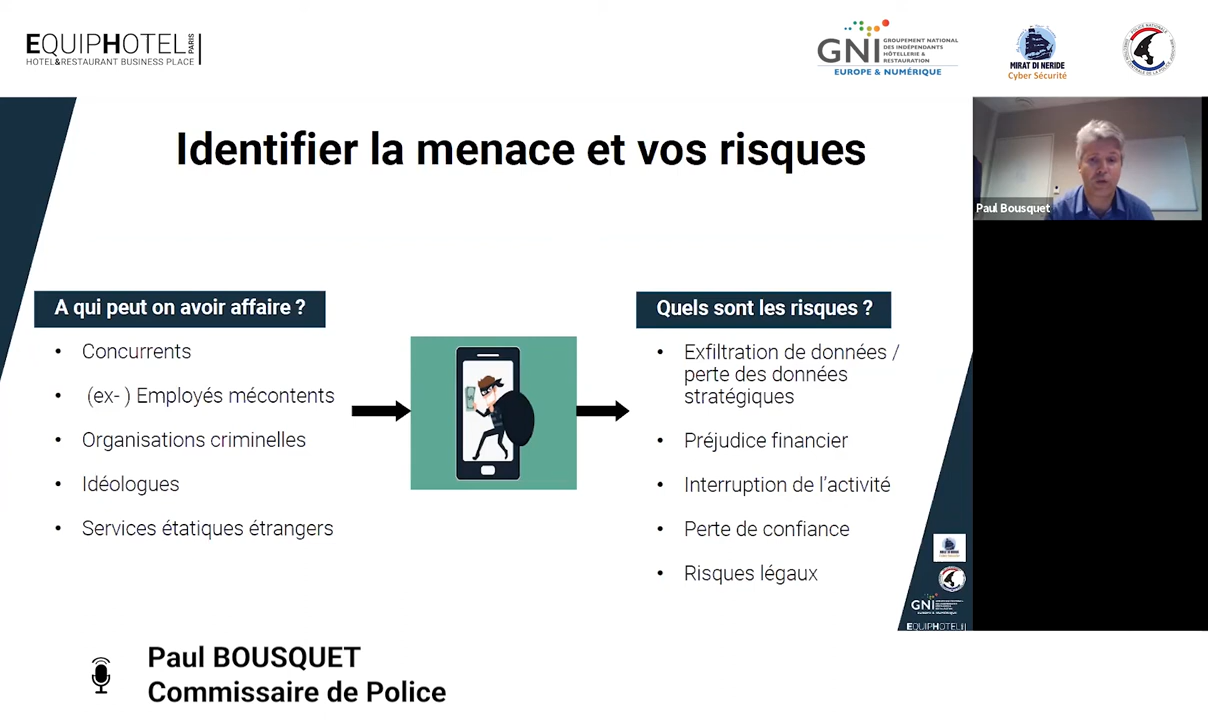 EQUIPHOTEL PARIS
HOTEL&RESTAURANT BUSINESS PLACE
GNI
GROUPEMENT NATIONAL
DES INDÉPENDANTS
HÔTELLERIE &
RESTAURATION
EUROPE & NUMÉRIQUE
MIRAT DI NERIDE
Cyber Sécurité
POLICE NATIONALE
Identifier la menace et vos risques
Paul Bousquet
A qui peut on avoir affaire ?
• Concurrents
• (ex- ) Employés mécontents
• Organisations criminelles
• Idéologues
• Services étatiques étrangers
Quels sont les risques ?
• Exfiltration de données /
perte des données
stratégiques
• Préjudice financier
• Interruption de l’activité
• Perte de confiance
• Risques légaux
GNI
EQUIPHOTEL
Paul BOUSQUET
Commissaire de Police